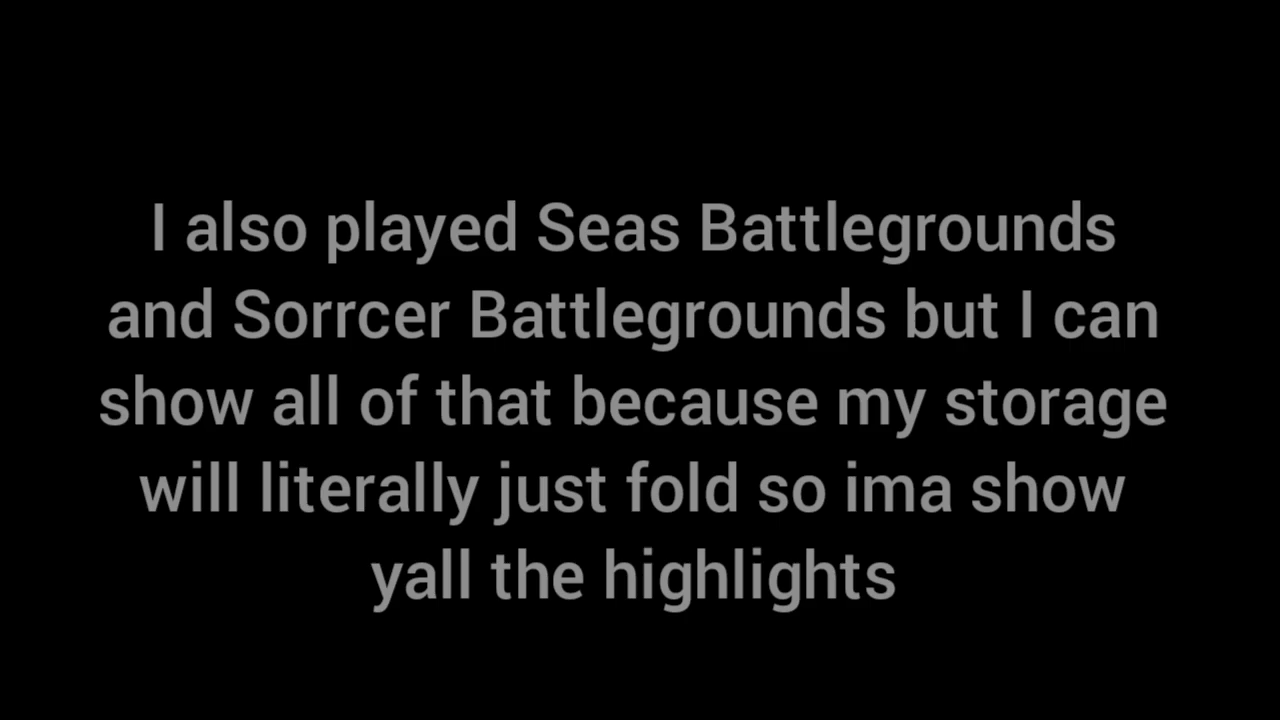 I also played Seas Battlegrounds
and Sorrcer Battlegrounds but I can
show all of that because my storage
will literally just fold so ima show
yall the highlights